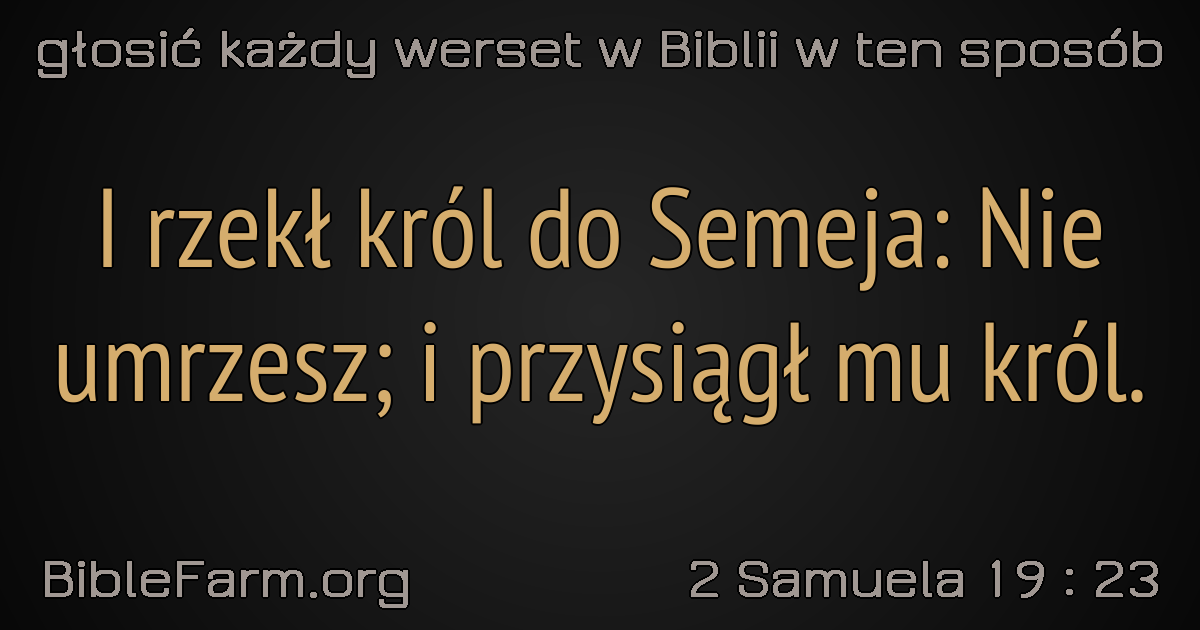 głosić każdy werset w Biblii w ten sposób
I rzekł król do Semeja: Nie
umrzesz; i przysiągł mu król.
BibleFarm.org
2 Samuela 19 : 23